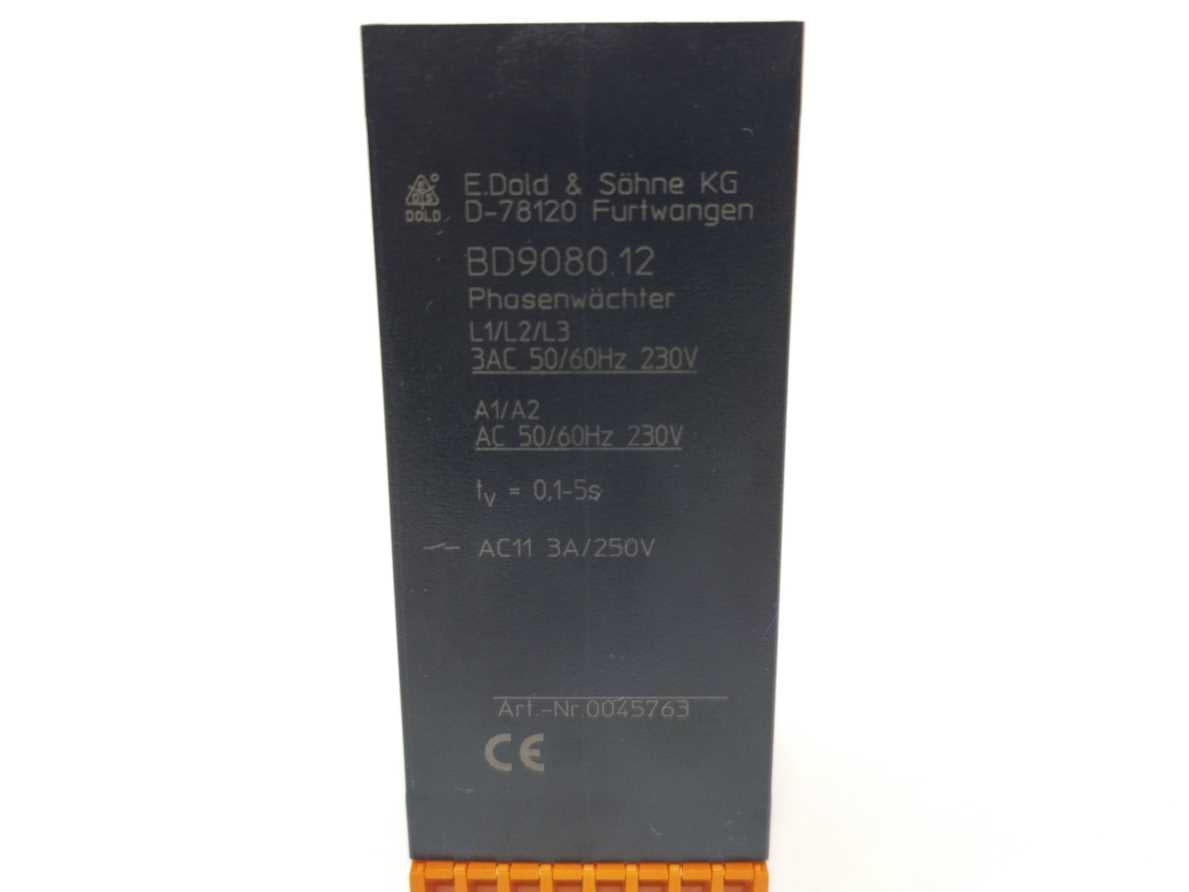 E.Dold & Söhne KG
DOLD D-78120 Furtwangen
BD9080.12
Phasenwächter
L1/L2/L3
3AC 50/60Hz 230V
A1/A2
AC 50/60Hz 230V
tv = 0,1-5s
AC11 3A/250V
Art.-Nr.0045763
CE